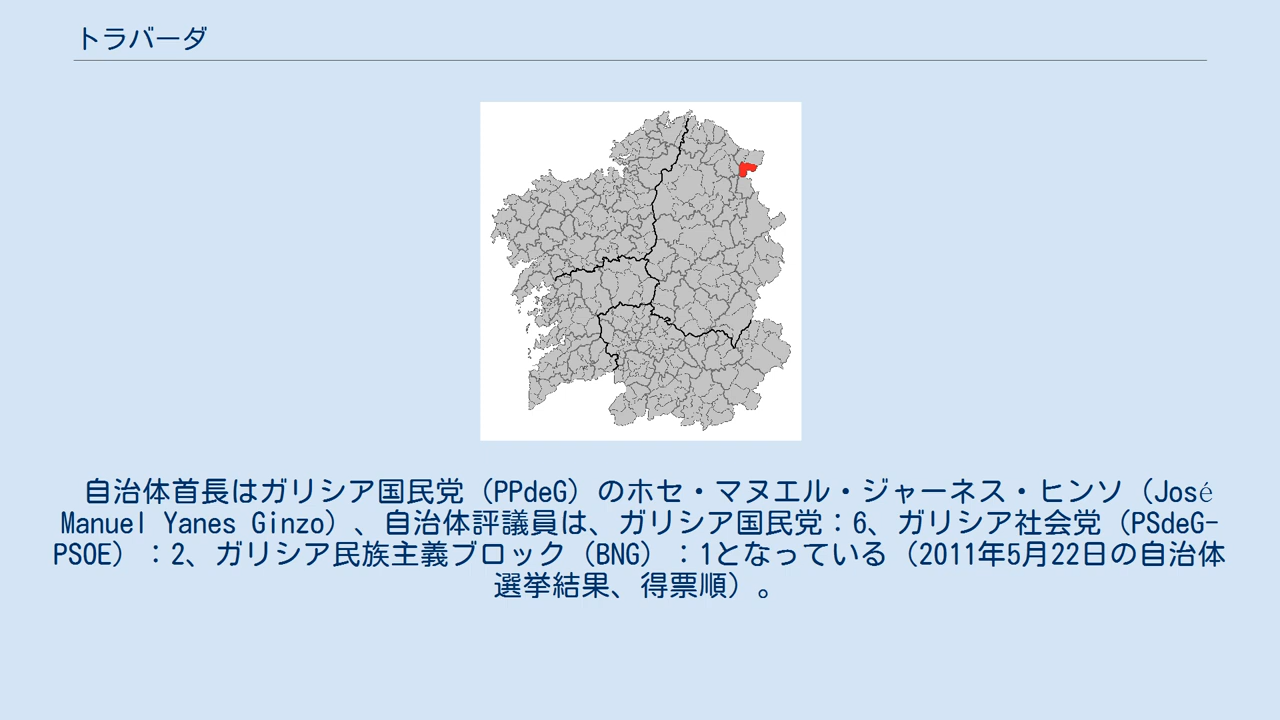 トラバーダ
自治体首長はガリシア国民党（PPdeG）のホセ・マヌエル・ジャーネス・ヒンソ（José
Manuel Yanes Ginzo）、自治体評議員は、ガリシア国民党：6、ガリシア社会党（PSdeG-
PSOE）：2、ガリシア民族主義ブロック（BNG）：1となっている（2011年5月22日の自治体
選挙結果、得票順）。